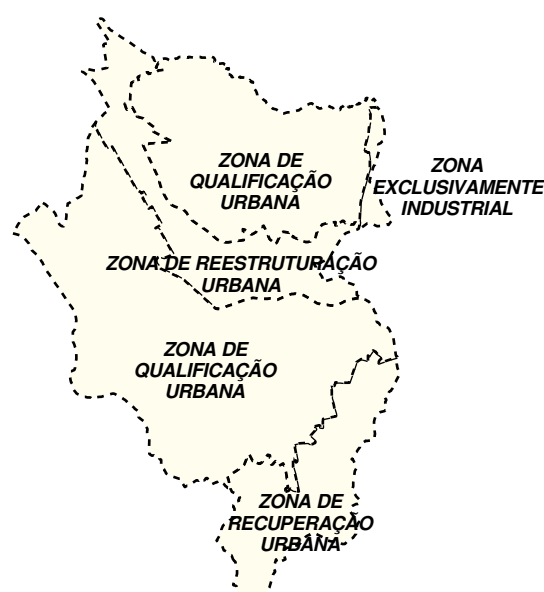 ZONA DE
QUALIFICAÇÃO
URBANA
ZONA
EXCLUSIVAMENTE
INDUSTRIAL
ZONA DE REESTRUTURAÇÃO
URBANA
ZONA DE
QUALIFICAÇÃO
URBANA
ZONA DE
RECUPERAÇÃO
URBANA